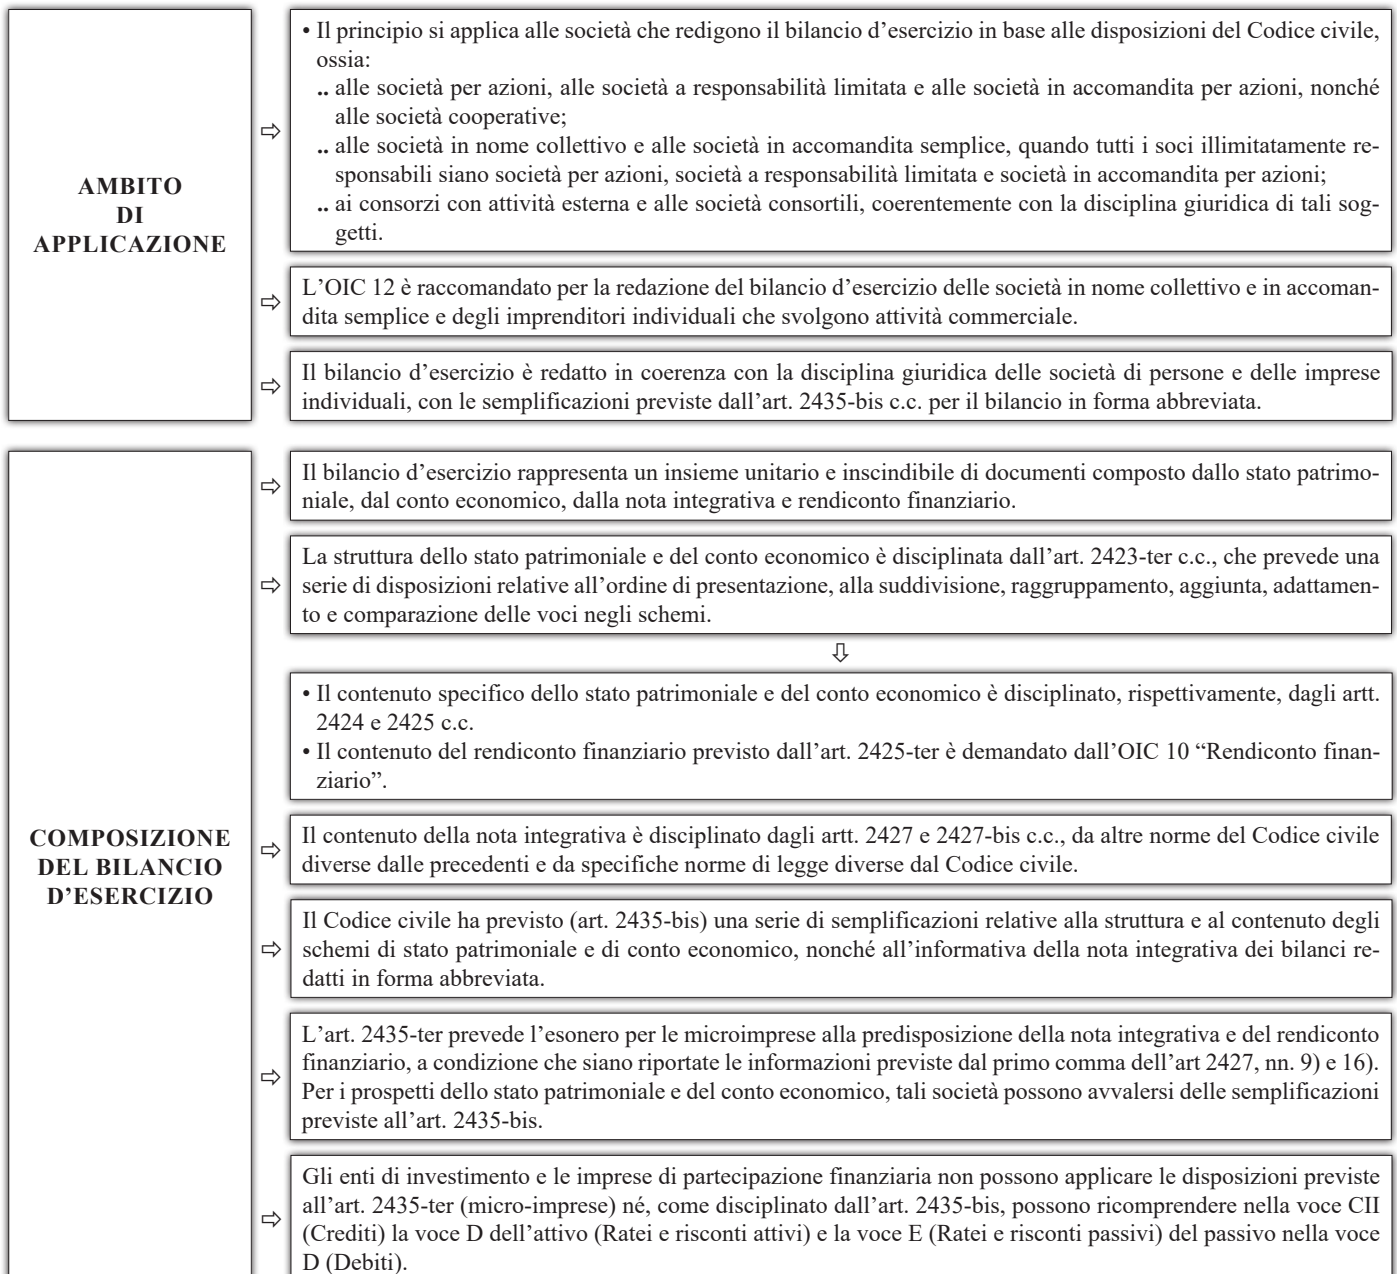 AMBITO
DI
APPLICAZIONE
⇨
• Il principio si applica alle società che redigono il bilancio d’esercizio in base alle disposizioni del Codice civile,
ossia:
.. alle società per azioni, alle società a responsabilità limitata e alle società in accomandita per azioni, nonché
alle società cooperative;
.. alle società in nome collettivo e alle società in accomandita semplice, quando tutti i soci illimitatamente re-
sponsabili siano società per azioni, società a responsabilità limitata e società in accomandita per azioni;
.. ai consorzi con attività esterna e alle società consortili, coerentemente con la disciplina giuridica di tali sog-
getti.
⇨
L’OIC 12 è raccomandato per la redazione del bilancio d’esercizio delle società in nome collettivo e in accoman-
dita semplice e degli imprenditori individuali che svolgono attività commerciale.
⇨
Il bilancio d’esercizio è redatto in coerenza con la disciplina giuridica delle società di persone e delle imprese
individuali, con le semplificazioni previste dall’art. 2435-bis c.c. per il bilancio in forma abbreviata.
COMPOSIZIONE
DEL BILANCIO
D’ESERCIZIO
⇨
Il bilancio d’esercizio rappresenta un insieme unitario e inscindibile di documenti composto dallo stato patrimo-
niale, dal conto economico, dalla nota integrativa e rendiconto finanziario.
⇨
La struttura dello stato patrimoniale e del conto economico è disciplinata dall’art. 2423-ter c.c., che prevede una
serie di disposizioni relative all’ordine di presentazione, alla suddivisione, raggruppamento, aggiunta, adattamen-
to e comparazione delle voci negli schemi.
⇩
• Il contenuto specifico dello stato patrimoniale e del conto economico è disciplinato, rispettivamente, dagli artt.
2424 e 2425 c.c.
• Il contenuto del rendiconto finanziario previsto dall’art. 2425-ter è demandato dall’OIC 10 “Rendiconto finan-
ziario”.
⇨
Il contenuto della nota integrativa è disciplinato dagli artt. 2427 e 2427-bis c.c., da altre norme del Codice civile
diverse dalle precedenti e da specifiche norme di legge diverse dal Codice civile.
⇨
Il Codice civile ha previsto (art. 2435-bis) una serie di semplificazioni relative alla struttura e al contenuto degli
schemi di stato patrimoniale e di conto economico, nonché all’informativa della nota integrativa dei bilanci re-
datti in forma abbreviata.
⇨
L’art. 2435-ter prevede l’esonero per le microimprese alla predisposizione della nota integrativa e del rendiconto
finanziario, a condizione che siano riportate le informazioni previste dal primo comma dell’art 2427, nn. 9) e 16).
Per i prospetti dello stato patrimoniale e del conto economico, tali società possono avvalersi delle semplificazioni
previste all’art. 2435-bis.
⇨
Gli enti di investimento e le imprese di partecipazione finanziaria non possono applicare le disposizioni previste
all’art. 2435-ter (micro-imprese) né, come disciplinato dall’art. 2435-bis, possono ricomprendere nella voce CII
(Crediti) la voce D dell’attivo (Ratei e risconti attivi) e la voce E (Ratei e risconti passivi) del passivo nella voce
D (Debiti).